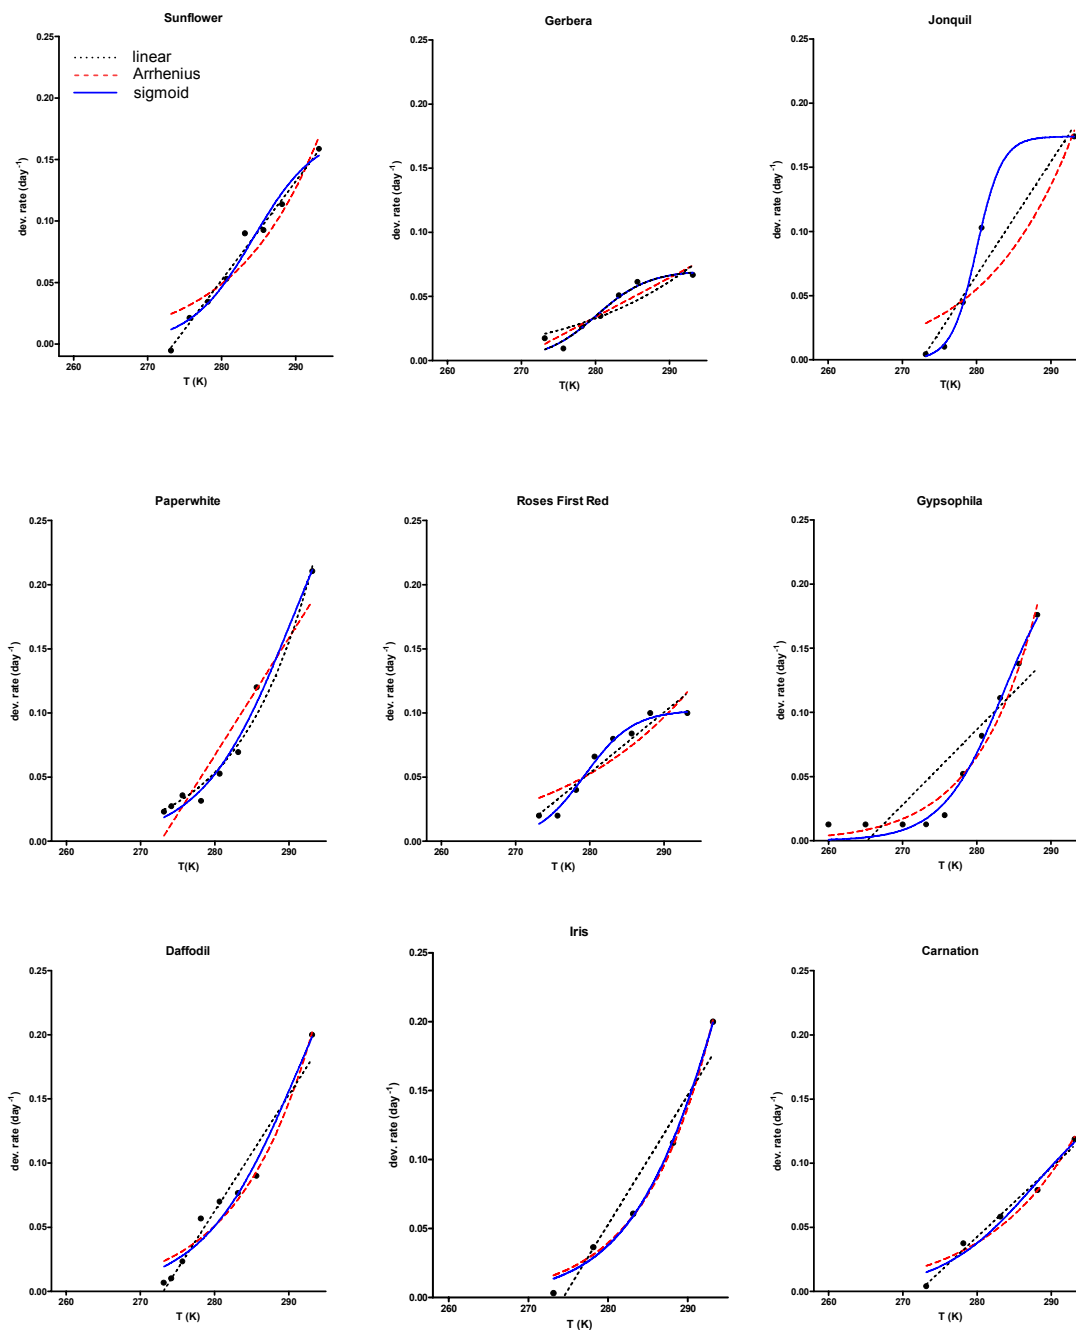 Sunflower
0.25
0.20
0.15
0.10
0.05
0.00
dev. rate (day⁻¹)
linear
Arrhenius
sigmoid
260 270 280 290
T (K)
Gerbera
0.25
0.20
0.15
0.10
0.05
0.00
dev. rate (day⁻¹)
260 270 280 290
T(K)
Jonquil
0.25
0.20
0.15
0.10
0.05
0.00
dev. rate (day⁻¹)
260 270 280 290
T(K)
Paperwhite
0.25
0.20
0.15
0.10
0.05
0.00
dev. rate (day⁻¹)
260 270 280 290
T(K)
Roses First Red
0.25
0.20
0.15
0.10
0.05
0.00
dev. rate (day⁻¹)
260 270 280 290
T (K)
Gypsophila
0.25
0.20
0.15
0.10
0.05
0.00
dev. rate (day⁻¹)
260 270 280 290
T (K)
Daffodil
0.25
0.20
0.15
0.10
0.05
0.00
dev. rate (day⁻¹)
260 270 280 290
T (K)
Iris
0.25
0.20
0.15
0.10
0.05
0.00
dev. rate (day⁻¹)
260 270 280 290
T (K)
Carnation
0.25
0.20
0.15
0.10
0.05
0.00
dev. rate (day⁻¹)
260 270 280 290
T (K)